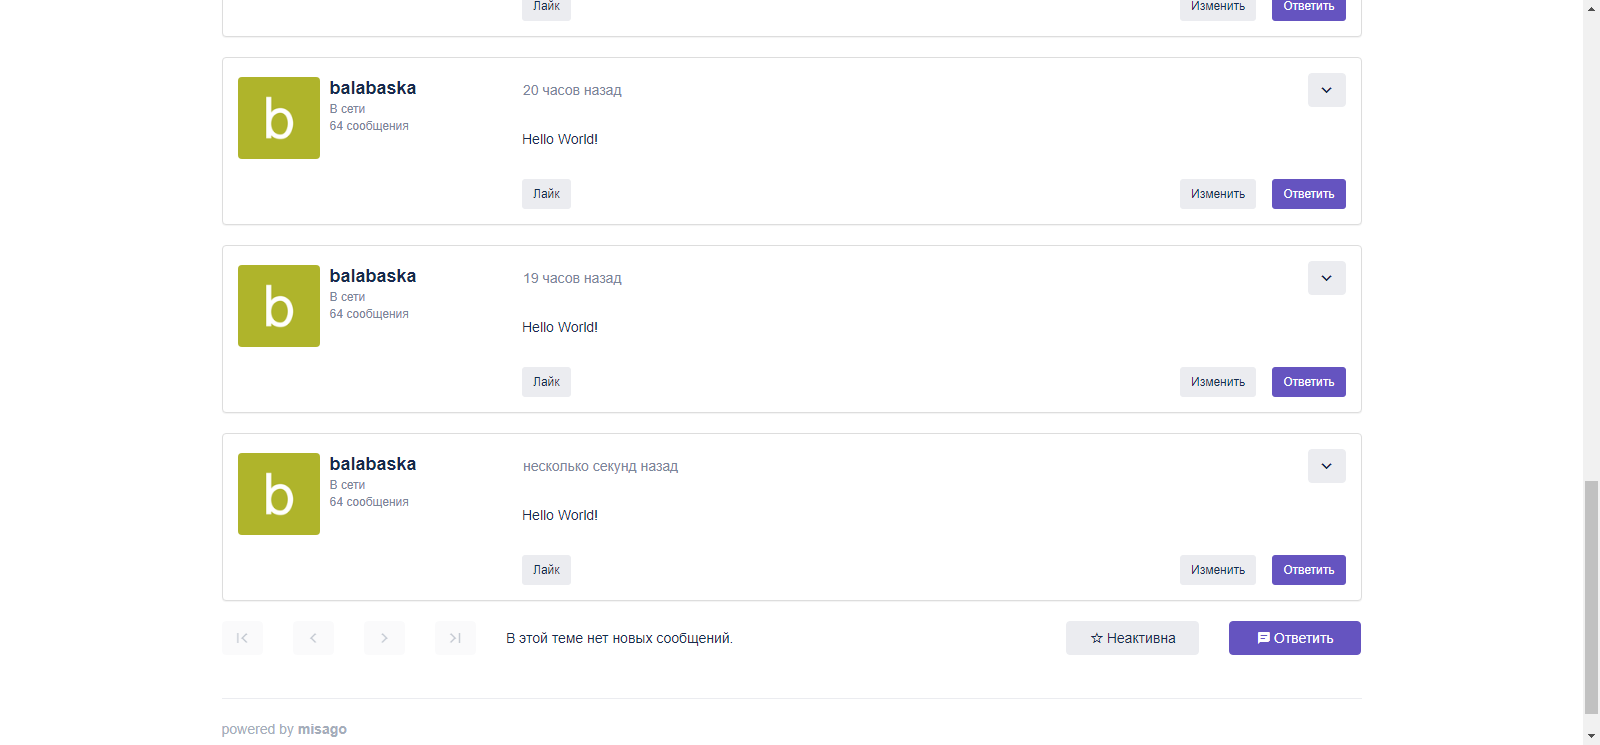 Лайк Изменить Ответить
b balabaska 20 часов назад
В сети
64 сообщения
Hello World!
Лайк Изменить Ответить
b balabaska 19 часов назад
В сети
64 сообщения
Hello World!
Лайк Изменить Ответить
b balabaska несколько секунд назад
В сети
64 сообщения
Hello World!
Лайк Изменить Ответить
В этой теме нет новых сообщений. Неактивна Ответить
powered by misago